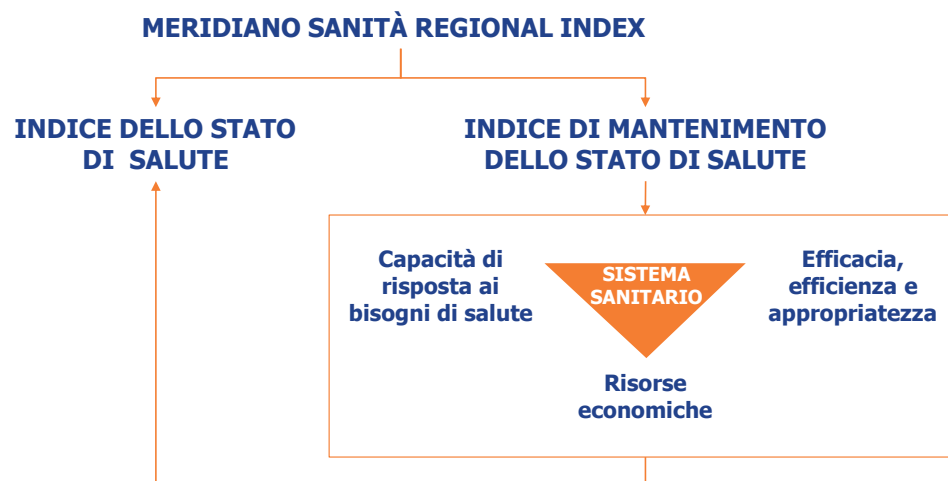 MERIDIANO SANITÀ REGIONAL INDEX
INDICE DELLO STATO
DI SALUTE
INDICE DI MANTENIMENTO
DELLO STATO DI SALUTE
Capacità di
risposta ai
bisogni di salute
SISTEMA
SANITARIO
Efficacia,
efficienza e
appropriatezza
Risorse
economiche